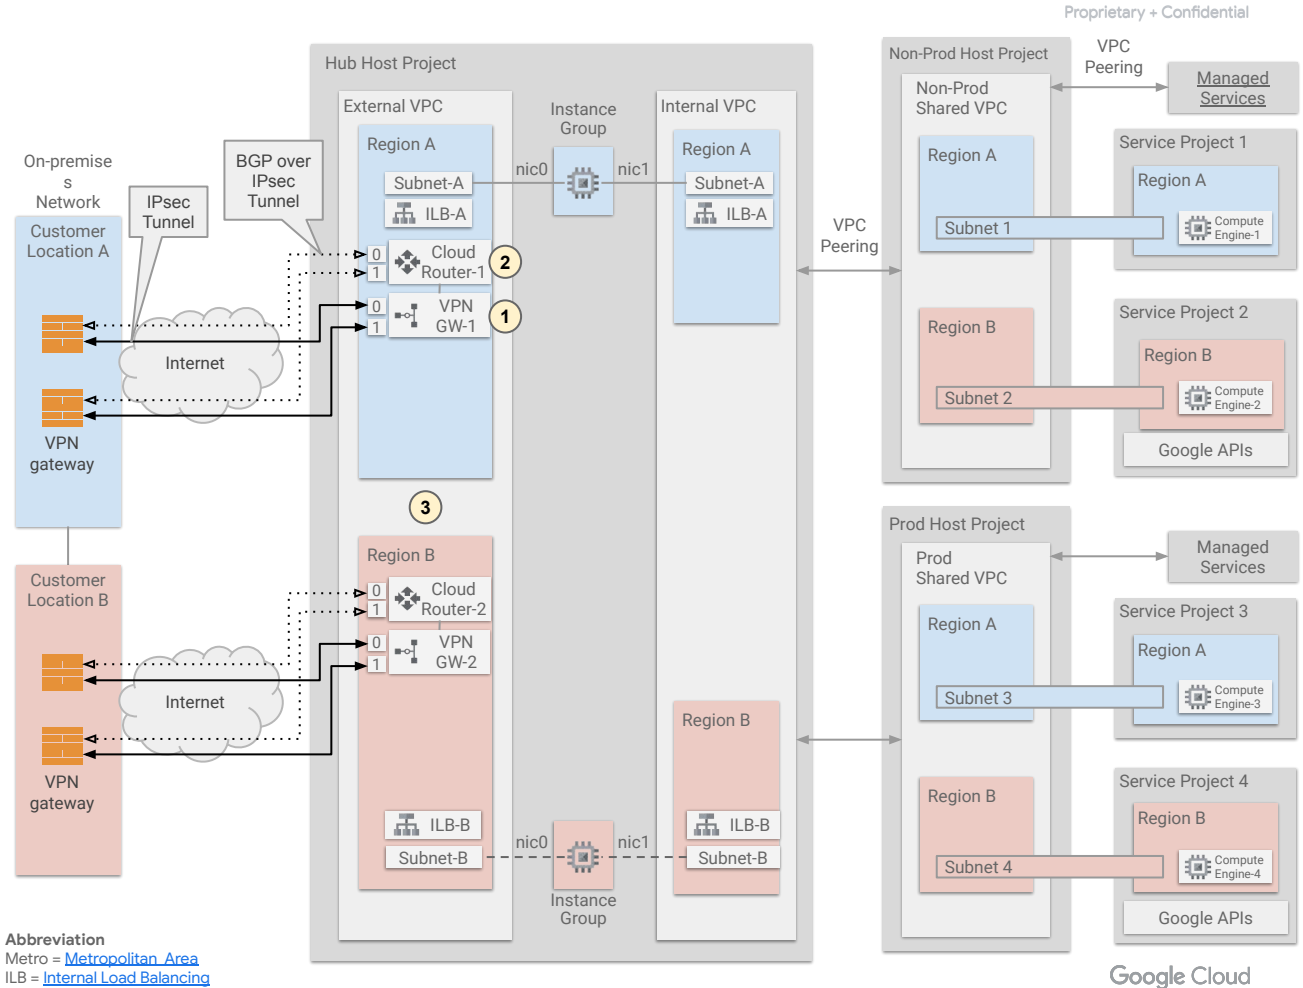 Proprietary + Confidential
Hub Host Project
External VPC
Region A
Subnet-A
ILB-A
0
1
Cloud
Router-1
2
0
1
VPN
GW-1
1
3
Region B
0
1
Cloud
Router-2
0
1
VPN
GW-2
ILB-B
Subnet-B
Instance
Group
nic0
nic1
nic0
nic1
Instance
Group
Internal VPC
Region A
Subnet-A
ILB-A
Region B
ILB-B
Subnet-B
On-premise
s
Network
Customer
Location A
VPN
gateway
Customer
Location B
VPN
gateway
IPsec
Tunnel
BGP over
IPsec
Tunnel
Internet
Internet
VPC
Peering
Non-Prod Host Project
Non-Prod
Shared VPC
Region A
Subnet 1
Region B
Subnet 2
VPC
Peering
Managed
Services
Service Project 1
Region A
Compute
Engine-1
Service Project 2
Region B
Compute
Engine-2
Google APIs
Prod Host Project
Prod
Shared VPC
Region A
Subnet 3
Region B
Subnet 4
Managed
Services
Service Project 3
Region A
Compute
Engine-3
Service Project 4
Region B
Compute
Engine-4
Google APIs
Abbreviation
Metro = Metropolitan Area
ILB = Internal Load Balancing
Google Cloud